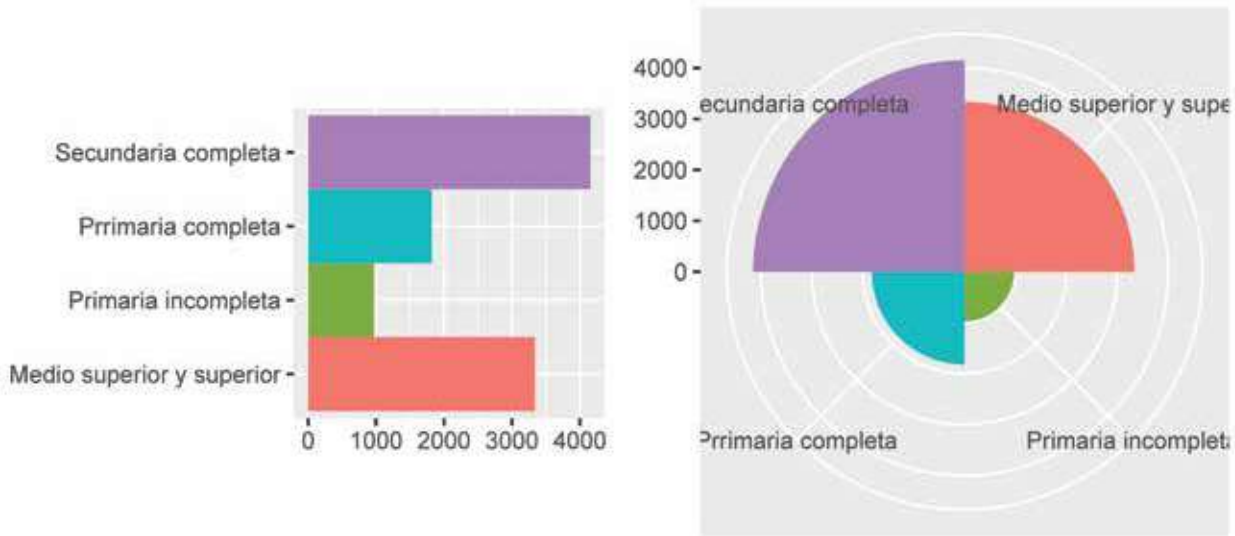 Secundaria completa
Prrimaria completa
Primaria incompleta
Medio superior y superior
0 1000 2000 3000 4000
4000
3000
2000
1000
0
ecundaria completa
Medio superior y supe
Prrimaria completa
Primaria incomplet